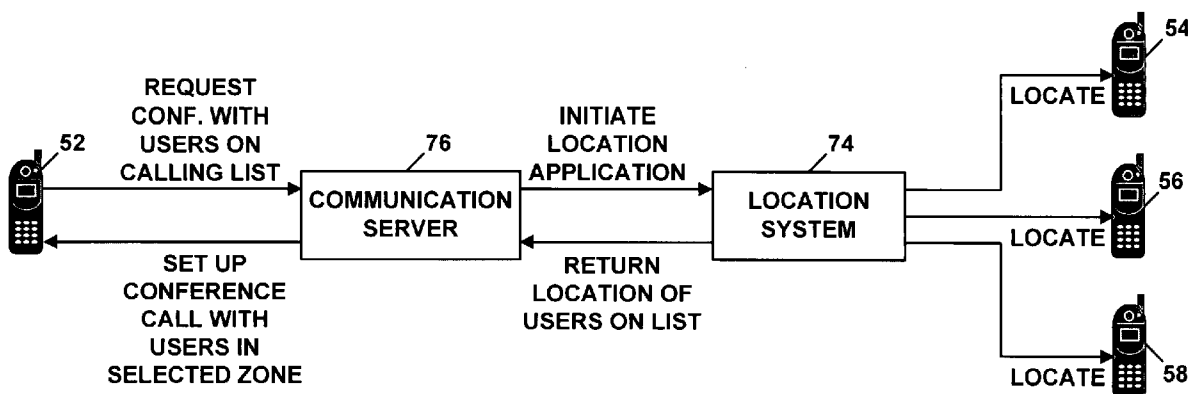 54
REQUEST
CONF. WITH
USERS ON
CALLING LIST
52
76
INITIATE
LOCATION
APPLICATION
74
LOCATE
COMMUNICATION
SERVER
LOCATION
SYSTEM
56
LOCATE
SET UP
CONFERENCE
CALL WITH
USERS IN
SELECTED ZONE
RETURN
LOCATION OF
USERS ON LIST
58
LOCATE